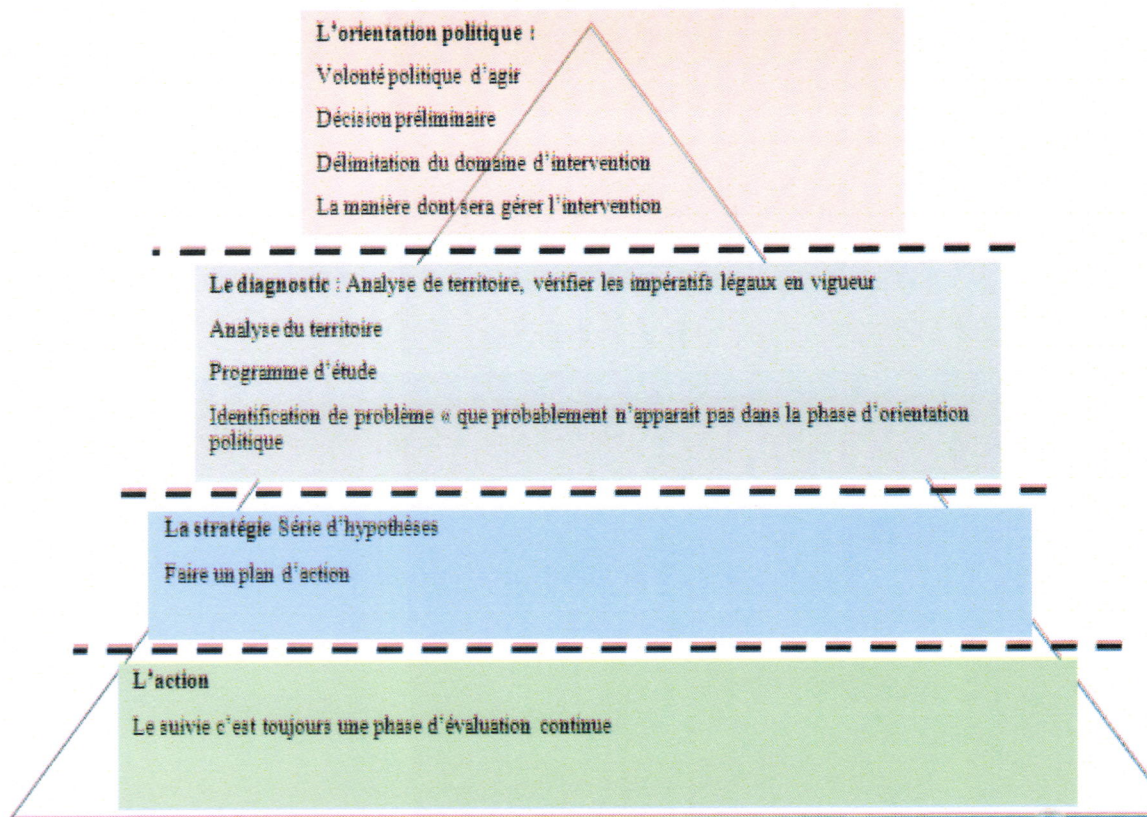 L'orientation politique :
Volonté politique d'agir
Décision préliminaire
Délimitation du domaine d'intervention
La manière dont sera gérer l'intervention
Le diagnostic : Analyse de territoire, vérifier les impératifs légaux en vigueur
Analyse du territoire
Programme d'étude
Identification de problème « que probablement n'apparait pas dans la phase d'orientation
politique
La stratégie Série d'hypothèses
Faire un plan d'action
L'action
Le suivie c'est toujours une phase d'évaluation continue